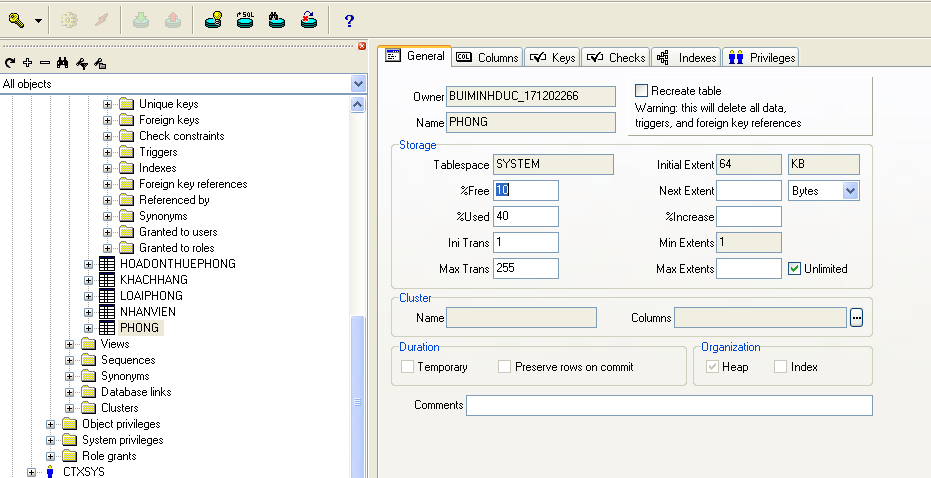 SQL
?
All objects
Unique keys
Foreign keys
Check constraints
Triggers
Indexes
Foreign key references
Referenced by
Synonyms
Granted to users
Granted to roles
HOADONTHUEPHONG
KHACHHANG
LOAIPHONG
NHANVIEN
PHONG
Views
Sequences
Synonyms
Database links
Clusters
Object privileges
System privileges
Role grants
CTXSYS
General COL Columns Keys Checks Indexes Privileges
Owner BUIMINHDUC_171202266
Name PHONG
Recreate table
Warning: this will delete all data,
triggers, and foreign key references
Storage
Tablespace SYSTEM Initial Extent 64 KB
%Free 10 Next Extent Bytes
%Used 40 %Increase
Ini Trans 1 Min Extents 1
Max Trans 255 Max Extents Unlimited
Cluster
Name Columns ...
Duration Organization
Temporary Preserve rows on commit Heap Index
Comments